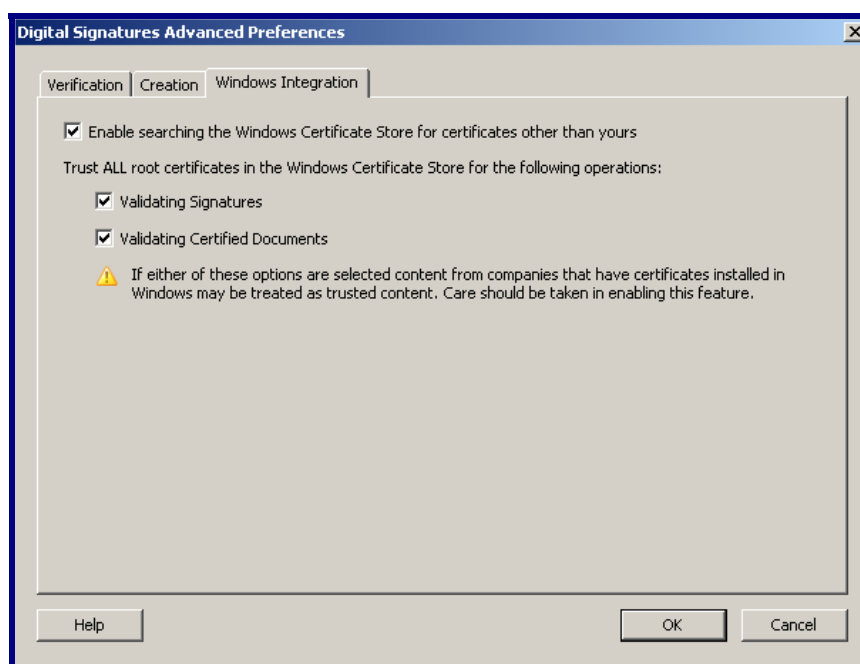 Digital Signatures Advanced Preferences
Verification Creation Windows Integration
Enable searching the Windows Certificate Store for certificates other than yours
Trust ALL root certificates in the Windows Certificate Store for the following operations:
Validating Signatures
Validating Certified Documents
If either of these options are selected content from companies that have certificates installed in
Windows may be treated as trusted content. Care should be taken in enabling this feature.
Help OK Cancel